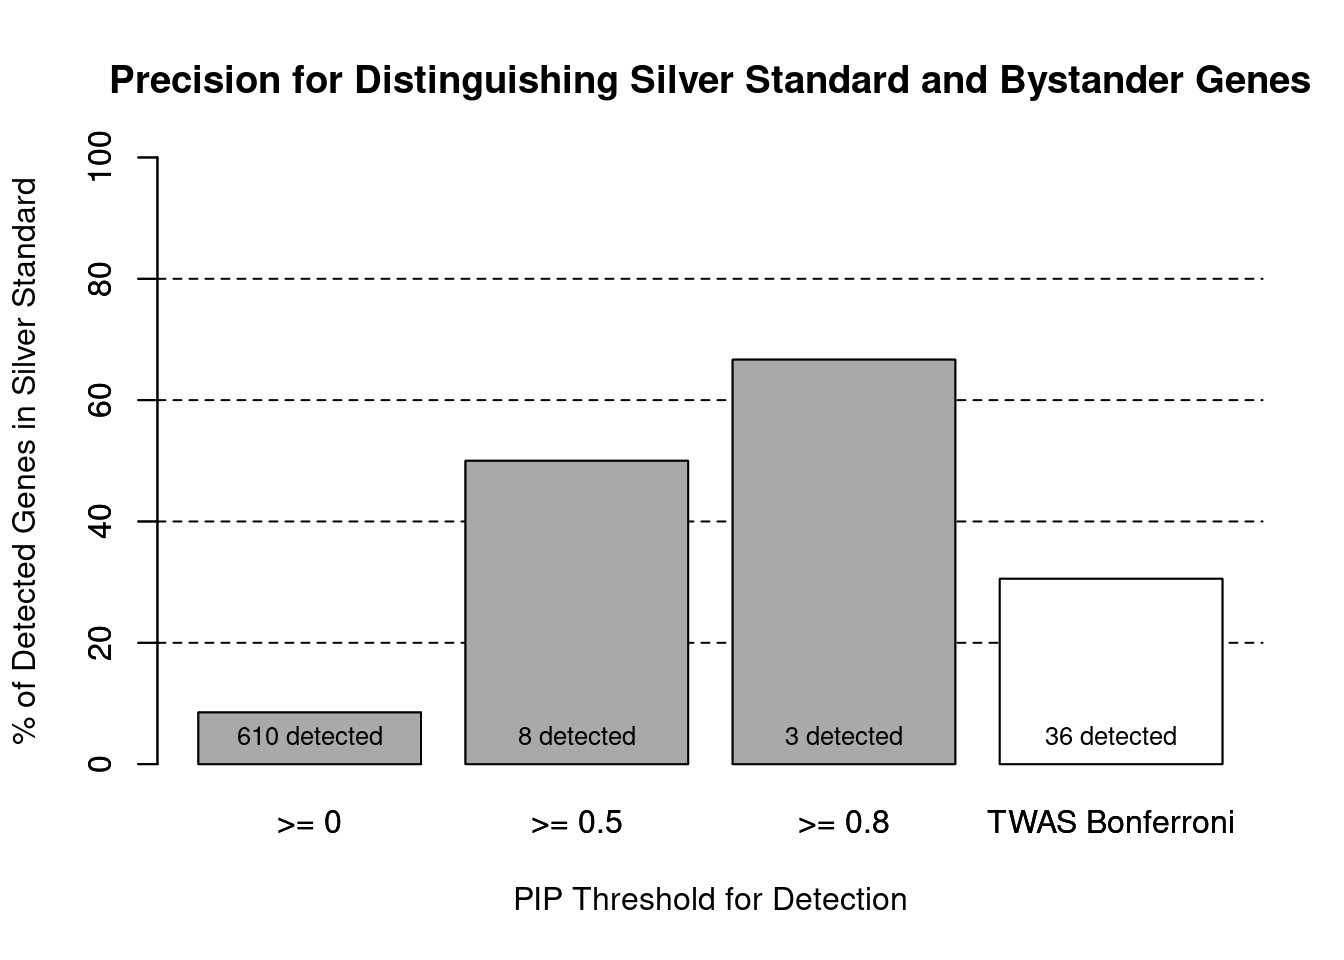 Precision for Distinguishing Silver Standard and Bystander Genes
% of Detected Genes in Silver Standard
100
80
60
40
20
0
610 detected
8 detected
3 detected
36 detected
>= 0
>= 0.5
>= 0.8
TWAS Bonferroni
PIP Threshold for Detection